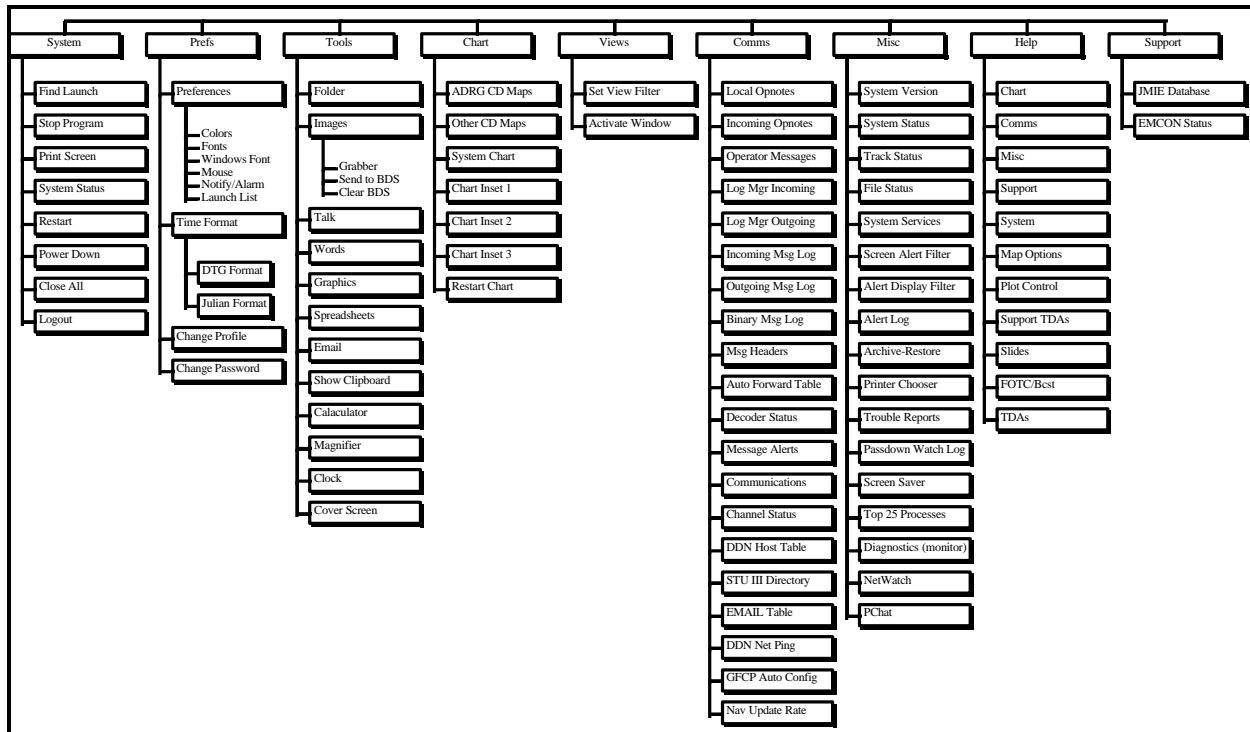 System
Prefs
Tools
Chart
Views
Comms
Misc
Help
Support
Find Launch
Stop Program
Print Screen
System Status
Restart
Power Down
Close All
Logout
Preferences
Colors
Fonts
Windows Font
Mouse
Notify/Alarm
Launch List
Time Format
DTG Format
Julian Format
Change Profile
Change Password
Folder
Images
Grabber
Send to BDS
Clear BDS
Talk
Words
Graphics
Spreadsheets
Email
Show Clipboard
Calaculator
Magnifier
Clock
Cover Screen
ADRG CD Maps
Other CD Maps
System Chart
Chart Inset 1
Chart Inset 2
Chart Inset 3
Restart Chart
Set View Filter
Activate Window
Local Opnotes
Incoming Opnotes
Operator Messages
Log Mgr Incoming
Log Mgr Outgoing
Incoming Msg Log
Outgoing Msg Log
Binary Msg Log
Msg Headers
Auto Forward Table
Decoder Status
Message Alerts
Communications
Channel Status
DDN Host Table
STU III Directory
EMAIL Table
DDN Net Ping
GFCP Auto Config
Nav Update Rate
System Version
System Status
Track Status
File Status
System Services
Screen Alert Filter
Alert Display Filter
Alert Log
Archive-Restore
Printer Chooser
Trouble Reports
Passdown Watch Log
Screen Saver
Top 25 Processes
Diagnostics (monitor)
NetWatch
PChat
Chart
Comms
Misc
Support
System
Map Options
Plot Control
Support TDAs
Slides
FOTC/Bcst
TDAs
JMIE Database
EMCON Status